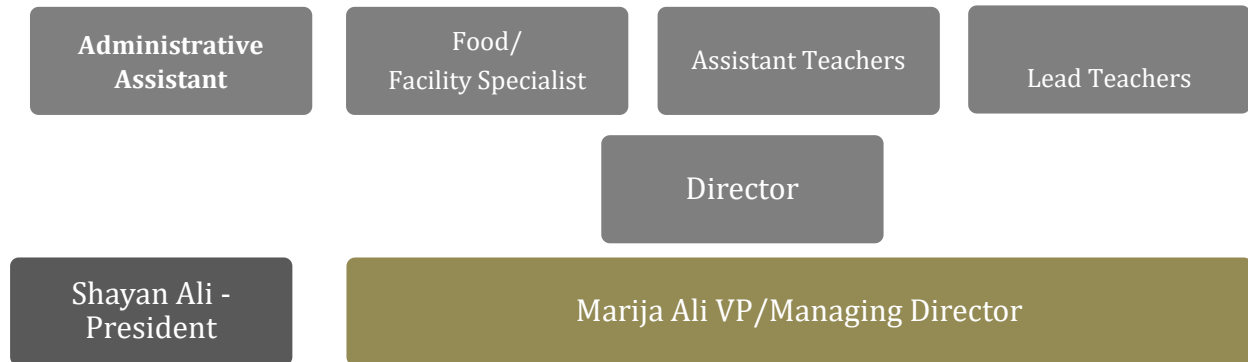 Administrative
Assistant
Food/
Facility Specialist
Assistant Teachers
Lead Teachers
Director
Shayan Ali -
President
Marija Ali VP/Managing Director